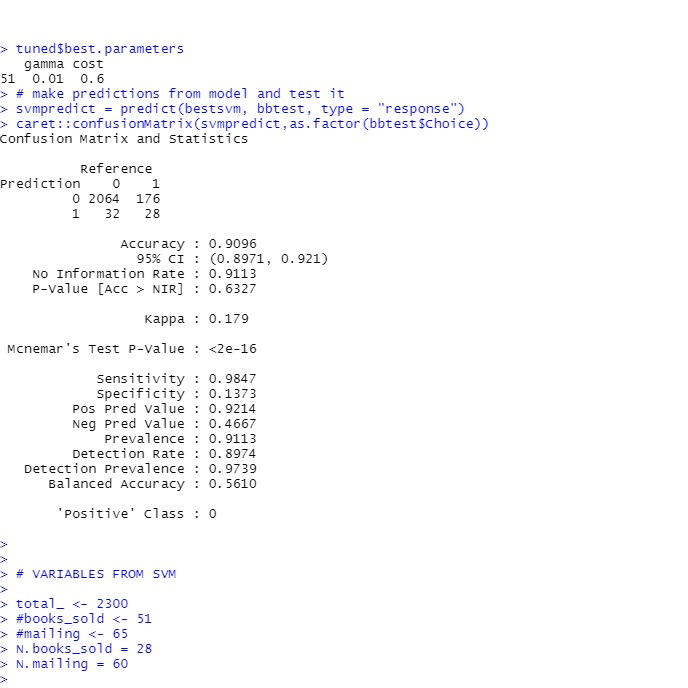 > tuned$best.parameters
   gamma cost
51  0.01  0.6
> # make predictions from model and test it
> svmpredict = predict(bestsvm, bbtest, type = "response")
> caret::confusionMatrix(svmpredict,as.factor(bbtest$Choice))
Confusion Matrix and Statistics

          Reference
Prediction    0    1
         0 2064  176
         1   32   28

               Accuracy : 0.9096
                 95% CI : (0.8971, 0.921)
    No Information Rate : 0.9113
    P-Value [Acc > NIR] : 0.6327

                  Kappa : 0.179

 Mcnemar's Test P-Value : <2e-16

            Sensitivity : 0.9847
            Specificity : 0.1373
         Pos Pred Value : 0.9214
         Neg Pred Value : 0.4667
             Prevalence : 0.9113
         Detection Rate : 0.8974
   Detection Prevalence : 0.9739
      Balanced Accuracy : 0.5610

       'Positive' Class : 0

>
>
> # VARIABLES FROM SVM
>
> total_ <- 2300
> #books_sold <- 51
> #mailing <- 65
> N.books_sold = 28
> N.mailing = 60
>